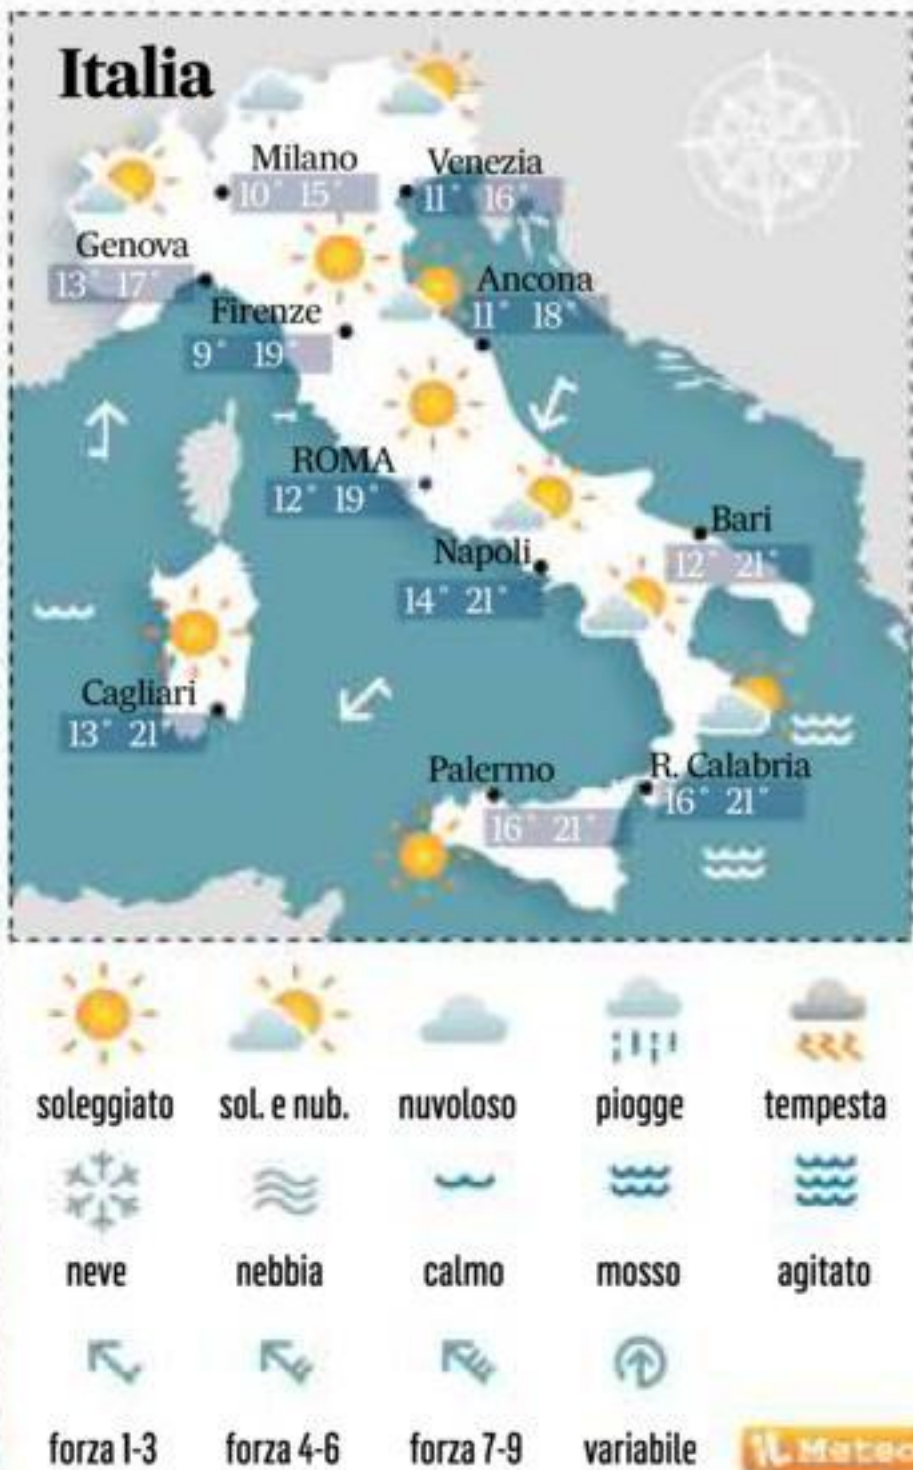 Italia
Milano
10° 15°
Venezia
11° 16°
Genova
13° 17°
Ancona
11° 18°
Firenze
9° 19°
ROMA
12° 19°
Bari
12° 21°
Napoli
14° 21°
Cagliari
13° 21°
Palermo
16° 21°
R. Calabria
16° 21°
soleggiato sol. e nub. nuvoloso piogge tempesta
neve nebbia calmo mosso agitato
forza 1-3 forza 4-6 forza 7-9 variabile
iL Meteo